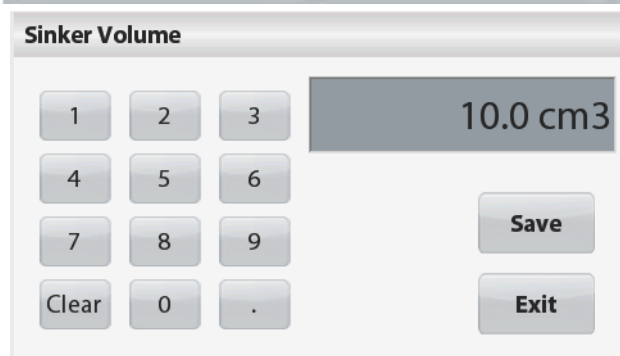 Sinker Volume
10.0 cm3
1 2 3
4 5 6
7 8 9
Clear 0 .
Save
Exit